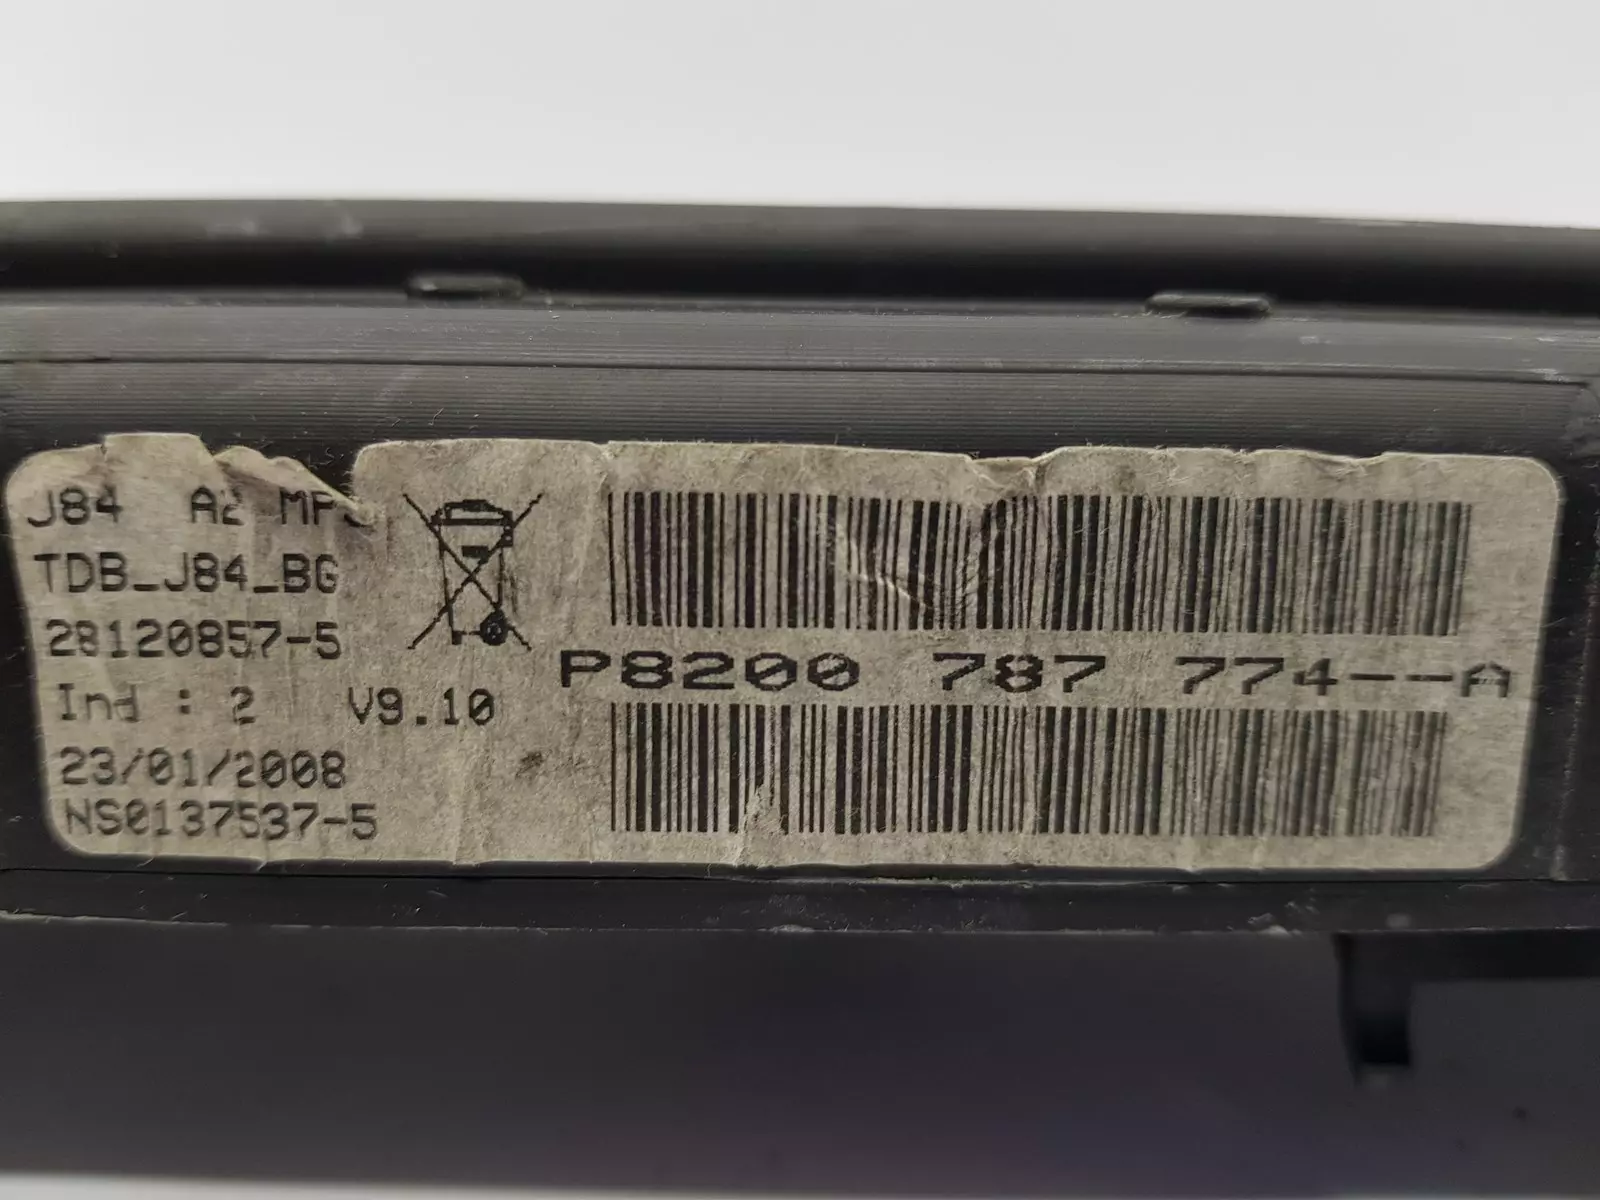 J84 A2
TDB_J84_BG
28120857-5
Ind : 2 V9.10
23/01/2008
NS0137537-5
P8200 787 774--A